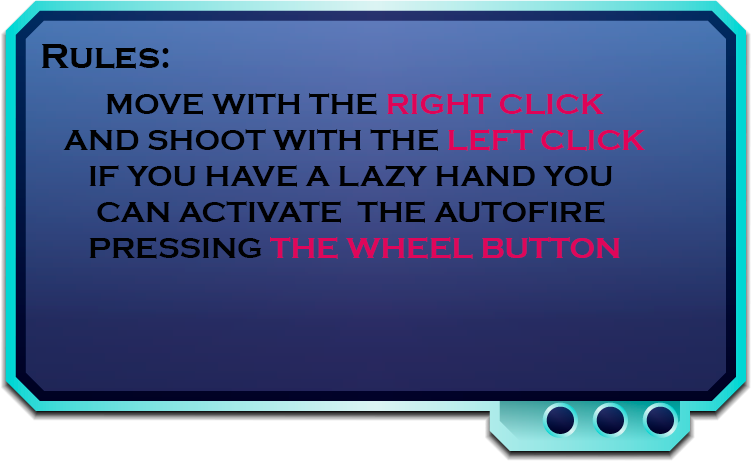 Rules:
MOVE WITH THE RIGHT CLICK
AND SHOOT WITH THE LEFT CLICK
IF YOU HAVE A LAZY HAND YOU
CAN ACTIVATE THE AUTOFIRE
PRESSING THE WHEEL BUTTON